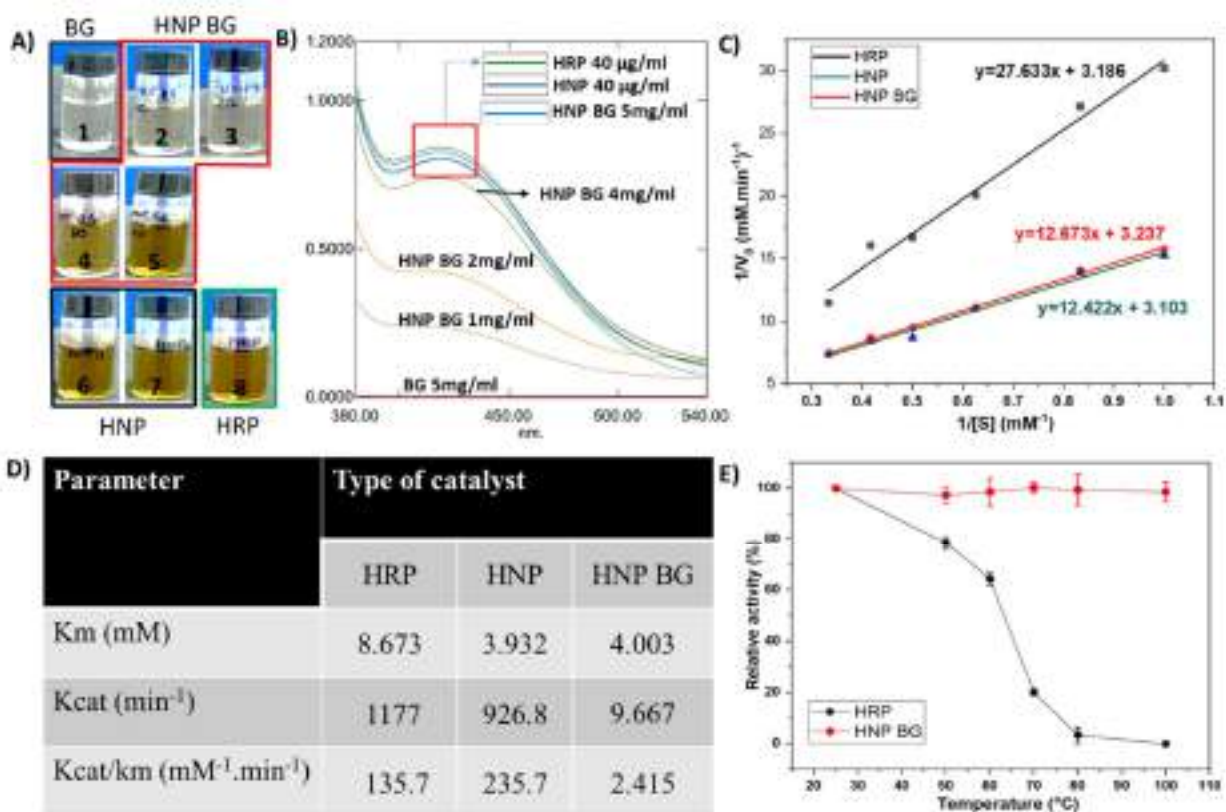 A)
BG HNP BG
1 2 3
4 5
6 7 8
HNP HRP
B)
1.2000
1.0000
0.5000
0.0000
HRP 40 µg/ml
HNP 40 µg/ml
HNP BG 5mg/ml
HNP BG 4mg/ml
HNP BG 2mg/ml
HNP BG 1mg/ml
BG 5mg/ml
380.00 450.00 500.00 540.00
nm.
C)
HRP
HNP
HNP BG
y=27.633x + 3.186
y=12.673x + 3.237
y=12.422x + 3.103
1/V₀ (mM.min⁻¹)⁻¹
30
25
20
15
10
5
0.3 0.4 0.5 0.6 0.7 0.8 0.9 1.0 1.1
1/[S] (mM⁻¹)
D)
Parameter Type of catalyst
HRP HNP HNP BG
Km (mM) 8.673 3.932 4.003
Kcat (min⁻¹) 1177 926.8 9.667
Kcat/km (mM⁻¹.min⁻¹) 135.7 235.7 2.415
E)
Relative activity (%)
100
80
60
40
20
0
HRP
HNP BG
20 30 40 50 60 70 80 90 100 110
Temperature (°C)